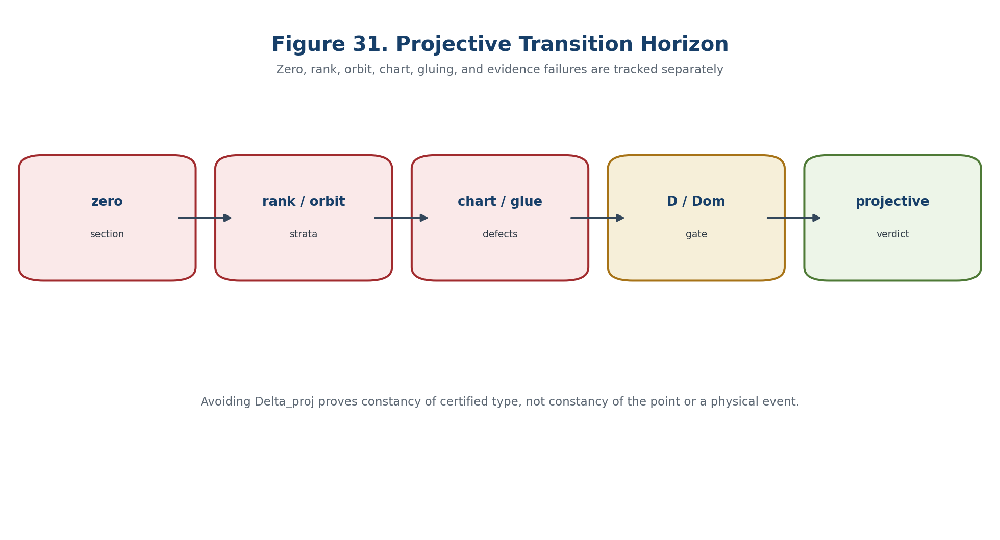 Figure 31. Projective Transition Horizon
Zero, rank, orbit, chart, gluing, and evidence failures are tracked separately
zero
section
rank / orbit
strata
chart / glue
defects
D / Dom
gate
projective
verdict
Avoiding Delta_proj proves constancy of certified type, not constancy of the point or a physical event.